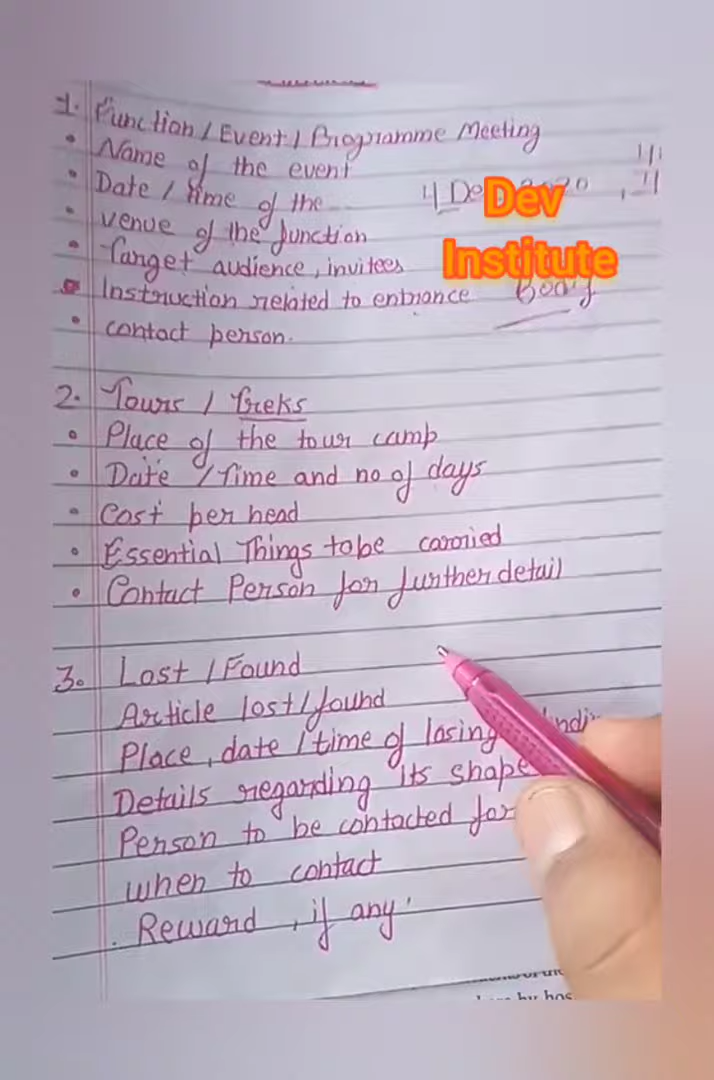 1. Function / Event / Programme Meeting
• Name of the event
• Date / time of the
• venue of the function
• Target audience, invitees
Instruction related to entrance
• contact person.
Dev
Institute
Body
2. Tours / Treks
• Place of the tour camp
• Date / Time and no of days
• Cost per head
• Essential Things tobe carried
• Contact Person for further detail
3. Lost / Found
Article lost / found
Place, date / time of losing
Details regarding its shape
Person to be contacted for
when to contact
. Reward, if any